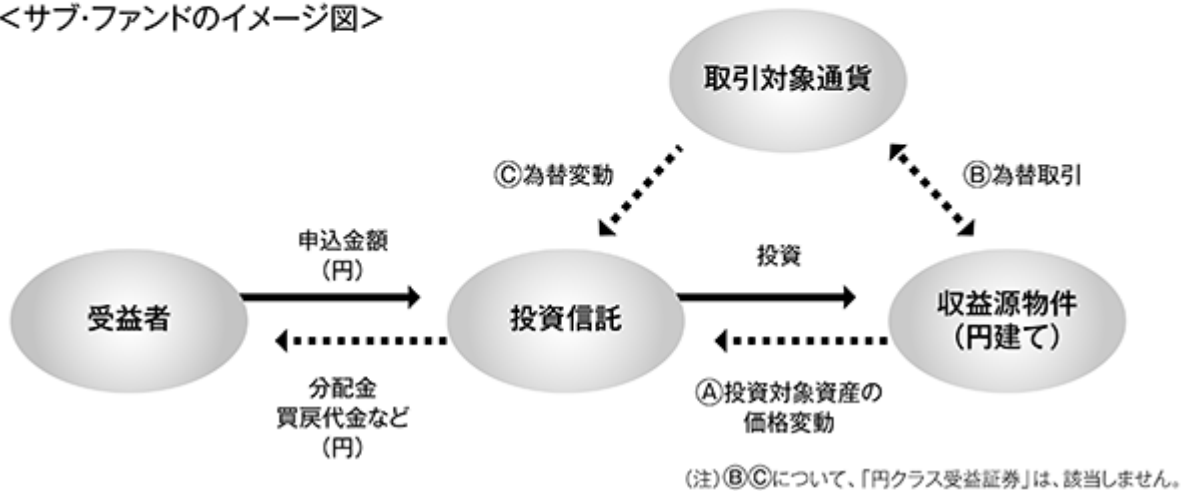 <サブ・ファンドのイメージ図>
取引対象通貨
Ⓒ為替変動
Ⓑ為替取引
申込金額
(円)
投資
受益者
投資信託
収益源物件
(円建て)
分配金
買戻代金など
(円)
Ⓐ投資対象資産の
価格変動
(注)ⒷⒸについて、「円クラス受益証券」は、該当しません。